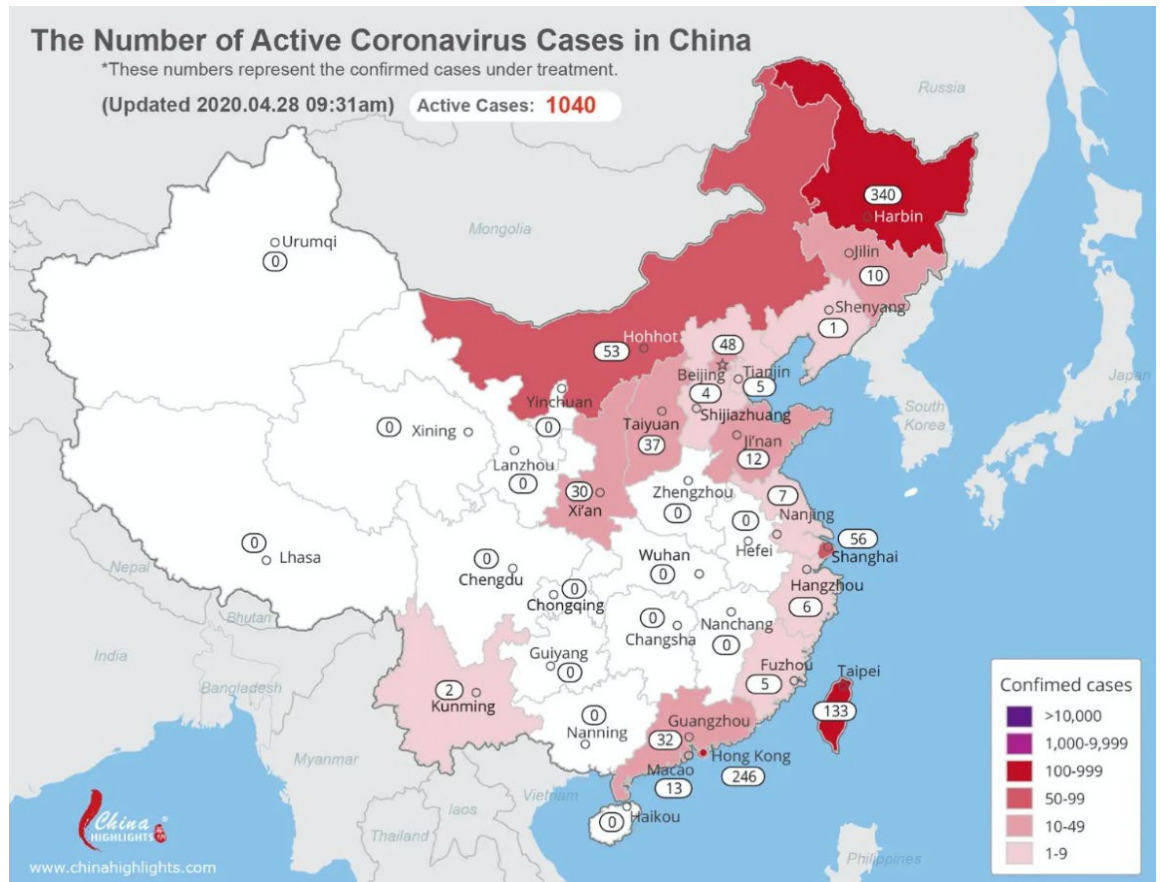 The Number of Active Coronavirus Cases in China
*These numbers represent the confirmed cases under treatment.
(Updated 2020.04.28 09:31am) Active Cases: 1040
Russia
Mongolia
340
Harbin
Urumqi
0
Jilin
10
Shenyang
1
Hohhot
53
48
Beijing
Tianjin
5
4
Japan
Yinchuan
0
Shijiazhuang
South
Korea
0
Xining
Taiyuan
37
Ji'nan
12
Lanzhou
0
30
Xi'an
Zhengzhou
0
7
Nanjing
0
Hefei
56
Shanghai
0
Lhasa
0
Chengdu
Wuhan
0
Hangzhou
6
Nepal
0
Chongqing
0
Changsha
Nanchang
0
Bhutan
India
Guiyang
0
Fuzhou
5
Taipei
133
Bangladesh
2
Kunming
0
Nanning
Guangzhou
32
Hong Kong
246
Macao
13
Myanmar
laos
Vietnam
0
Haikou
Thailand
Philippines
Confimed cases
>10,000
1,000-9,999
100-999
50-99
10-49
1-9
China
HIGHLIGHTS
www.chinahighlights.com